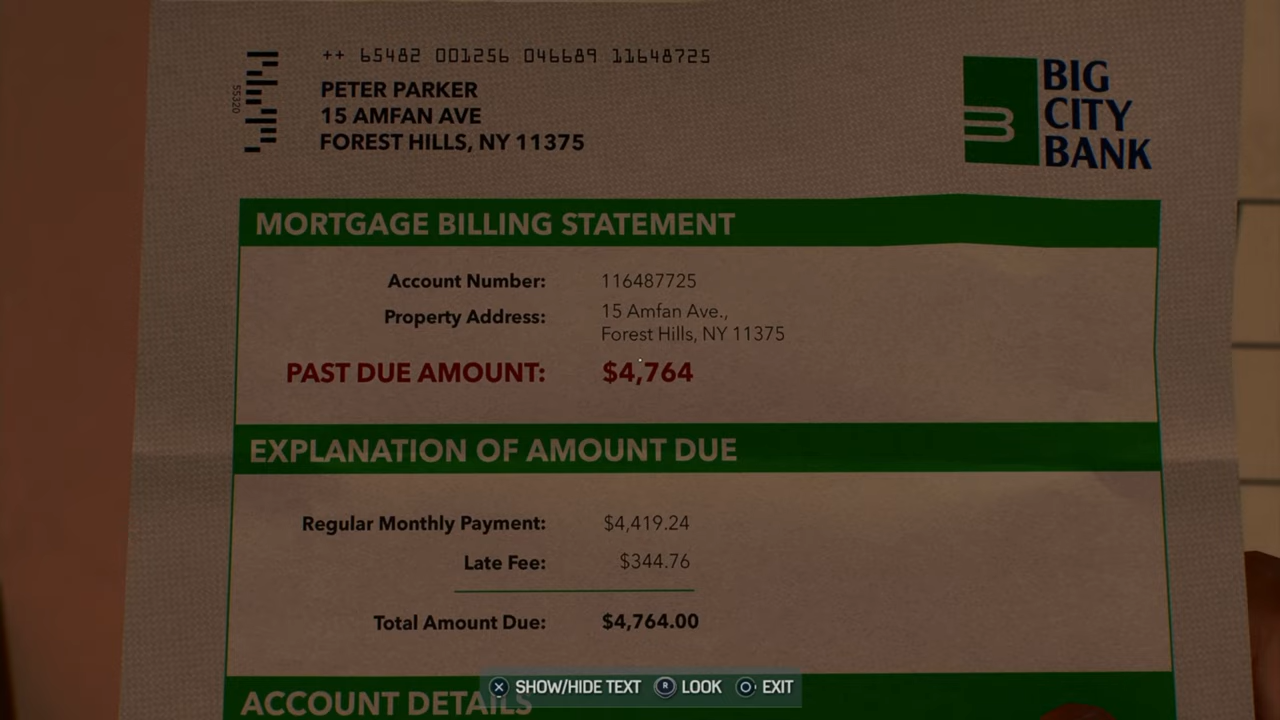 ++ 65482 001256 046689 11648725
55320
PETER PARKER
15 AMFAN AVE
FOREST HILLS, NY 11375
BIG
CITY
BANK
MORTGAGE BILLING STATEMENT
Account Number: 116487725
Property Address: 15 Amfan Ave.,
Forest Hills, NY 11375
PAST DUE AMOUNT: $4,764
EXPLANATION OF AMOUNT DUE
Regular Monthly Payment: $4,419.24
Late Fee: $344.76
Total Amount Due: $4,764.00
ACCOUNT DETAILS
SHOW/HIDE TEXT R LOOK EXIT